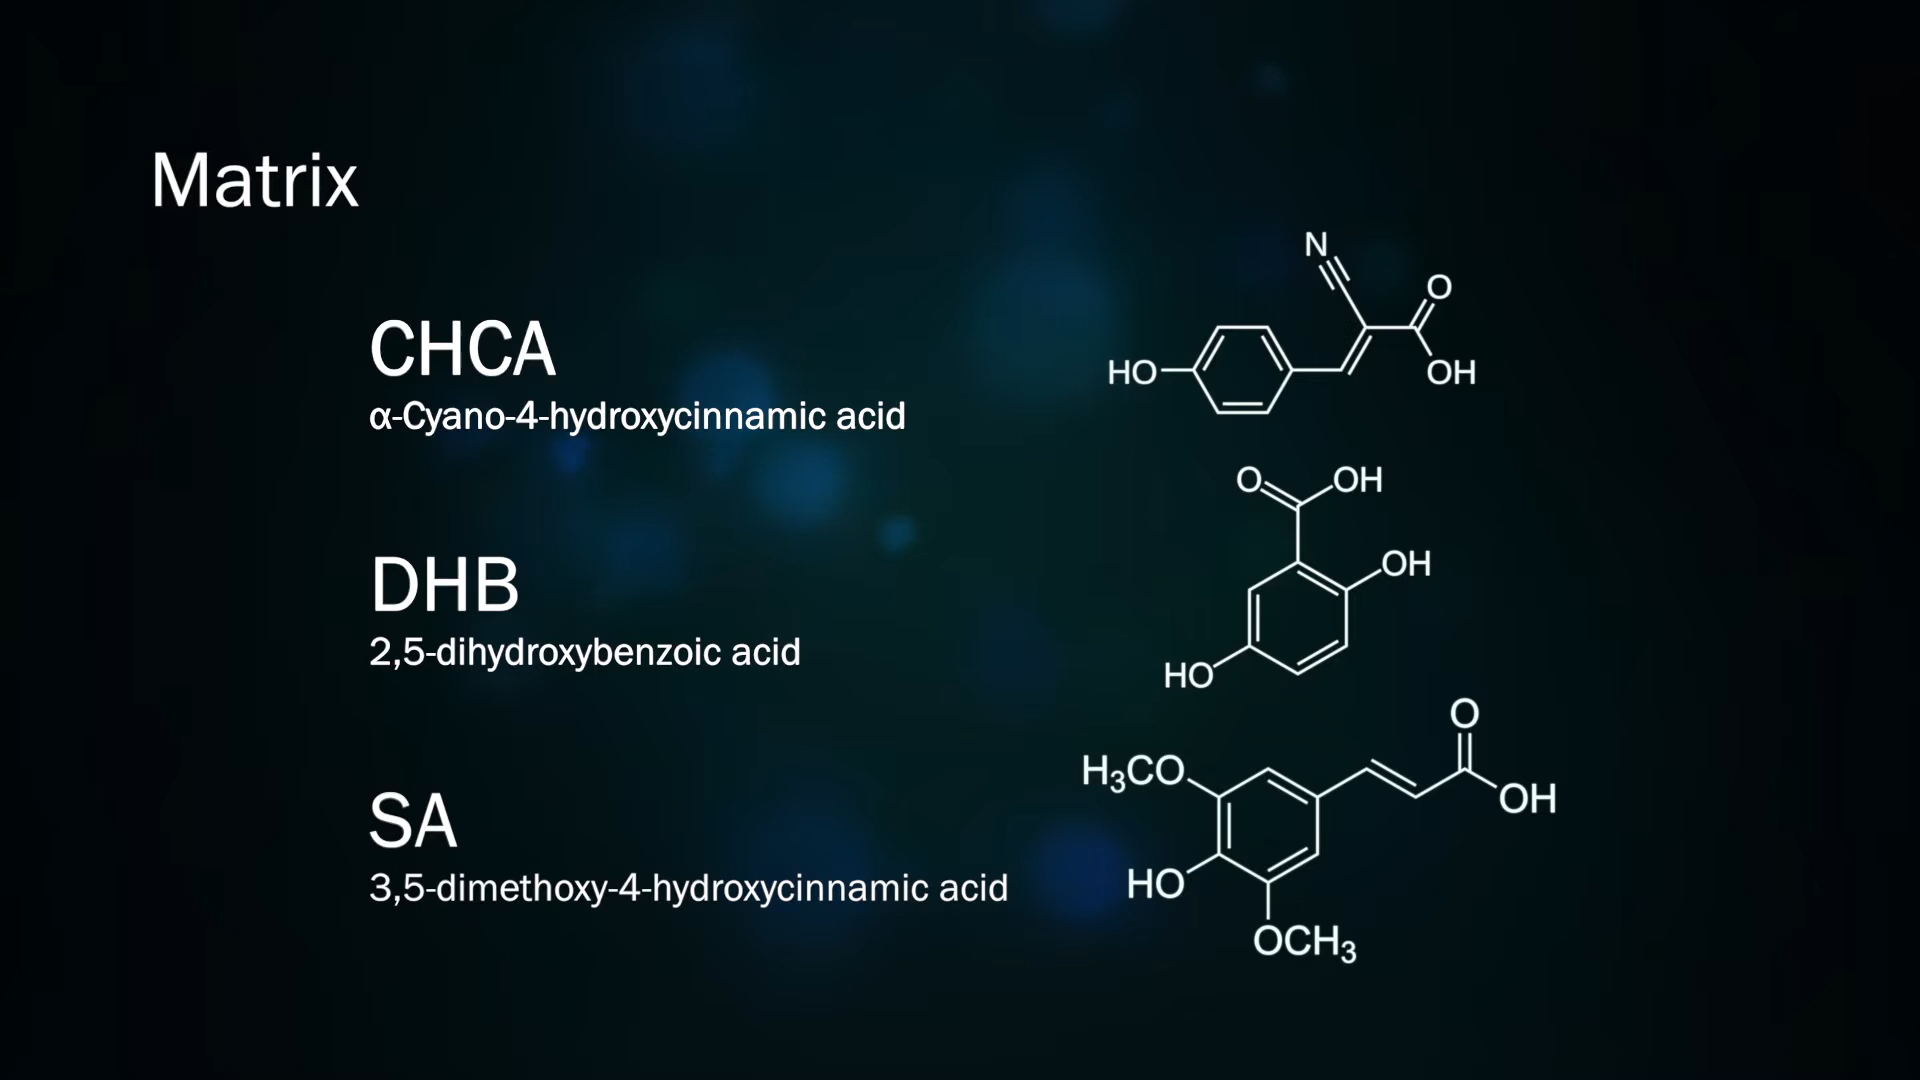 Matrix
CHCA
α-Cyano-4-hydroxycinnamic acid
N
O
HO
OH
DHB
2,5-dihydroxybenzoic acid
O
OH
OH
HO
SA
3,5-dimethoxy-4-hydroxycinnamic acid
O
H₃CO
OH
HO
OCH₃